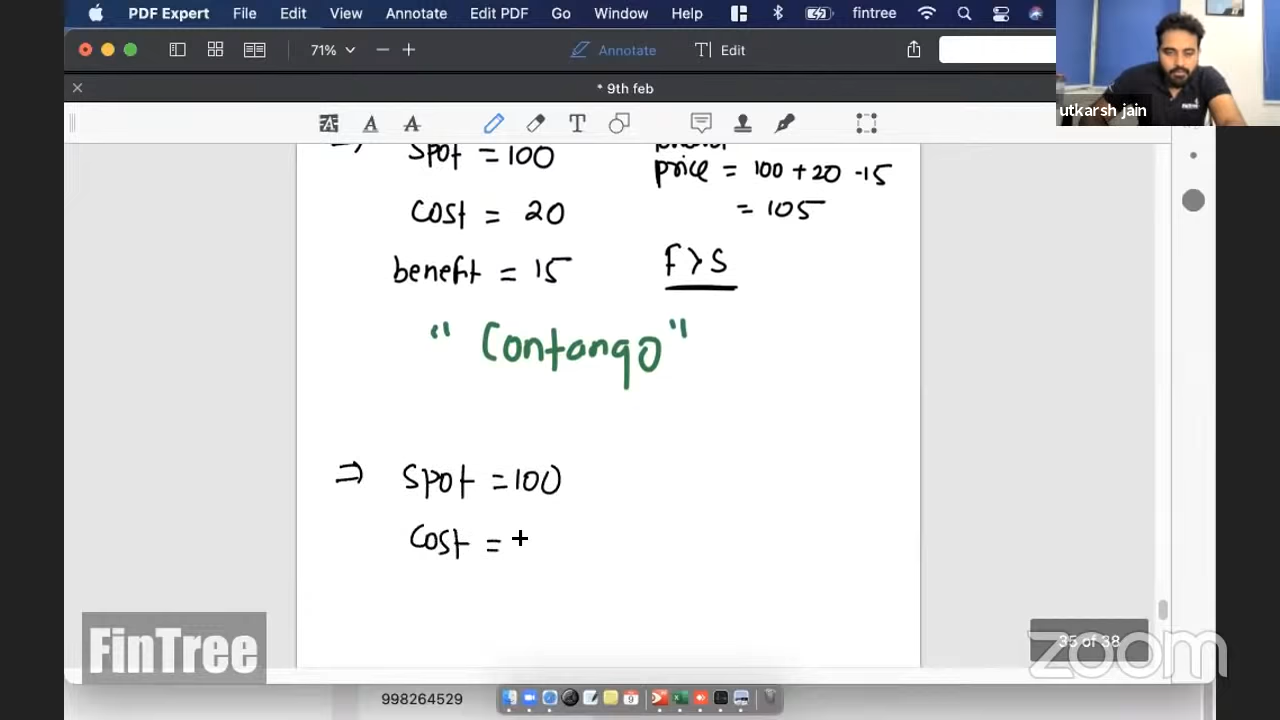 PDF Expert File Edit View Annotate Edit PDF Go Window Help fintree
71% Annotate T Edit
* 9th feb
utkarsh jain
Spot = 100
price = 100 + 20 - 15
Cost = 20
= 105
benefit = 15
F > S
"Contango"
⇒ Spot = 100
Cost =
FinTree
35 of 38
zoom
998264529